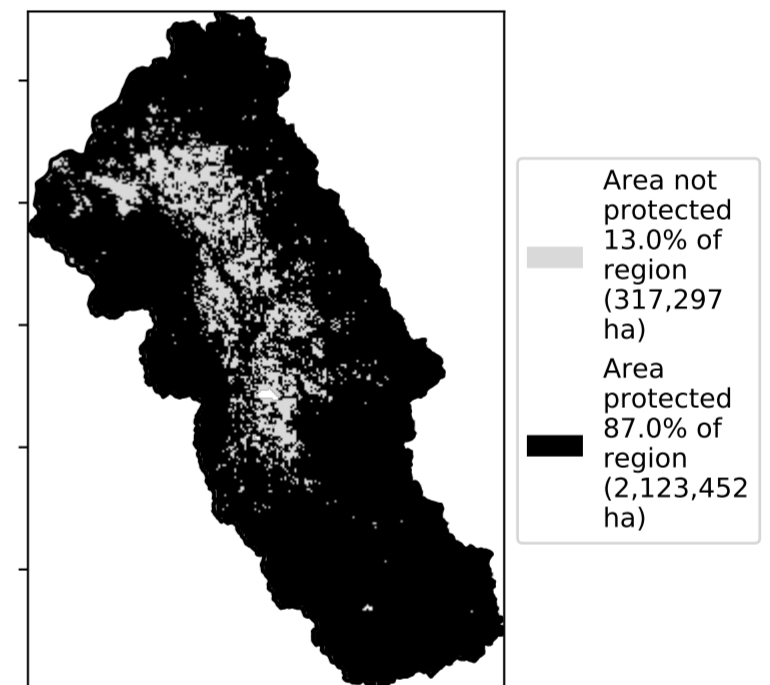 Area not
protected
13.0% of
region
(317,297
ha)
Area
protected
87.0% of
region
(2,123,452
ha)